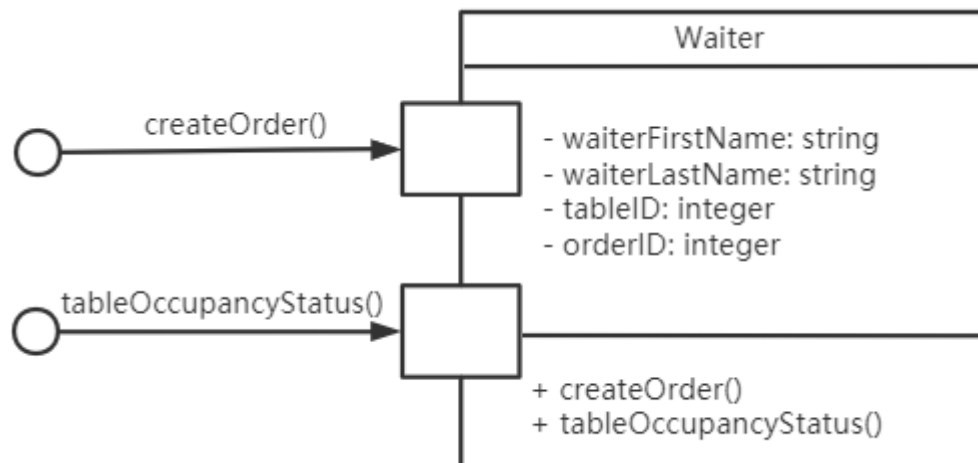 Waiter
createOrder()
- waiterFirstName: string
- waiterLastName: string
- tableID: integer
- orderID: integer
tableOccupancyStatus()
+ createOrder()
+ tableOccupancyStatus()